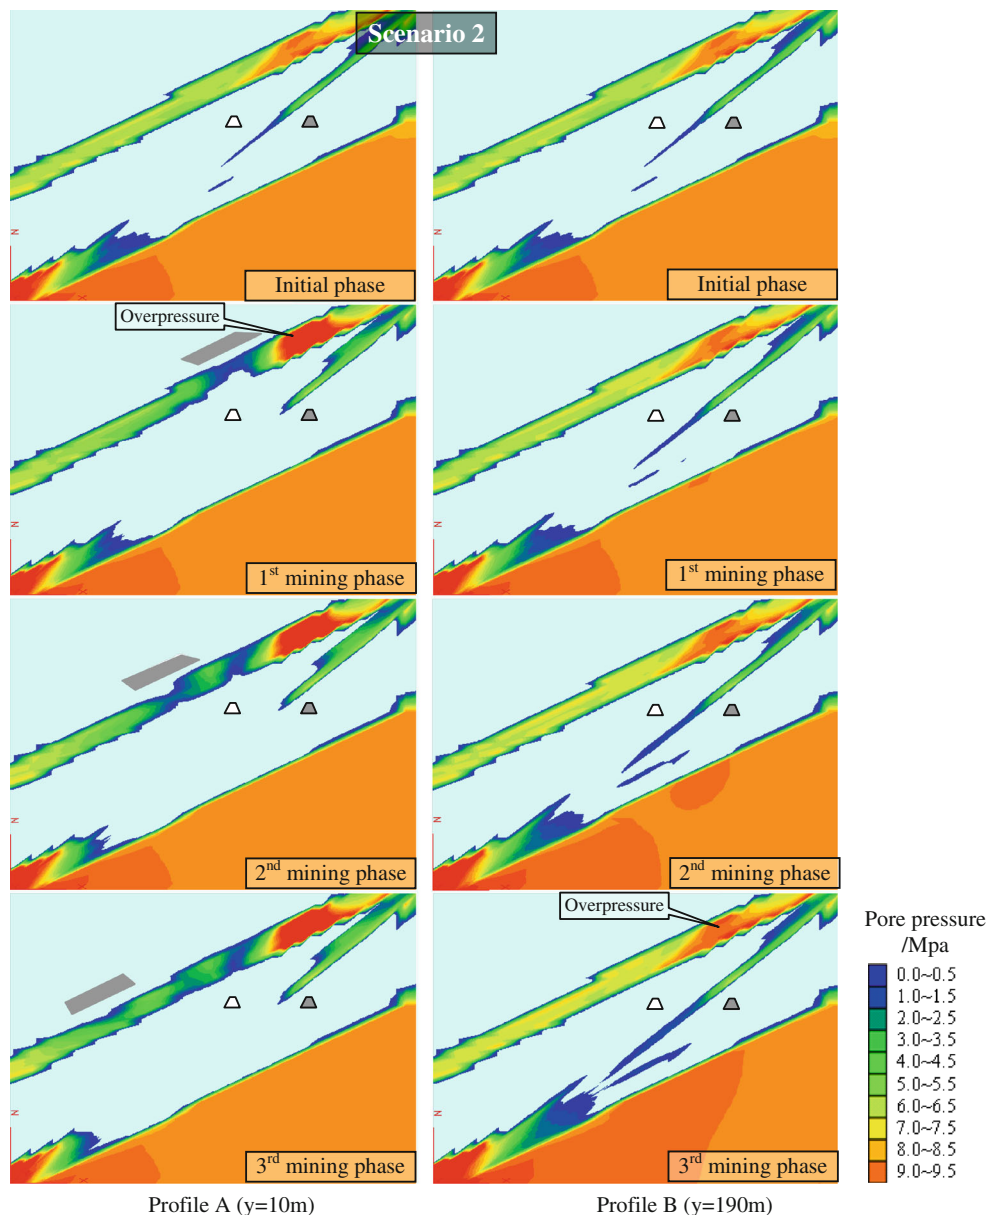 Scenario 2
Initial phase
Initial phase
Overpressure
1st mining phase
1st mining phase
2nd mining phase
2nd mining phase
Overpressure
3rd mining phase
3rd mining phase
Pore pressure
/Mpa
0.0~0.5
1.0~1.5
2.0~2.5
3.0~3.5
4.0~4.5
5.0~5.5
6.0~6.5
7.0~7.5
8.0~8.5
9.0~9.5
Profile A (y=10m)
Profile B (y=190m)